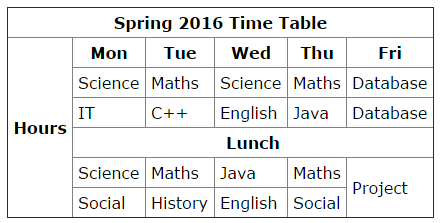 Spring 2016 Time Table
Hours
Mon Tue Wed Thu Fri
Science Maths Science Maths Database
IT C++ English Java Database
Lunch
Science Maths Java Maths Project
Social History English Social